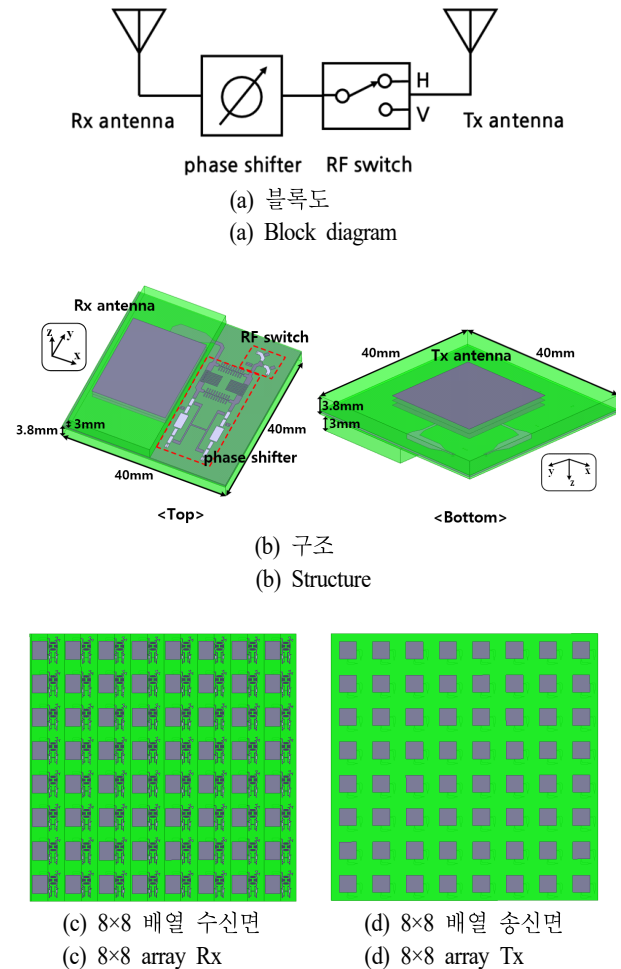 Rx antenna
phase shifter
RF switch
H
V
Tx antenna
(a) 블록도
(a) Block diagram
Rx antenna
z
y
x
RF switch
phase shifter
3.8mm
3mm
40mm
40mm
<Top>
Tx antenna
40mm
40mm
3.8mm
3mm
y
x
z
<Bottom>
(b) 구조
(b) Structure
(c) 8×8 배열 수신면
(c) 8×8 array Rx
(d) 8×8 배열 송신면
(d) 8×8 array Tx